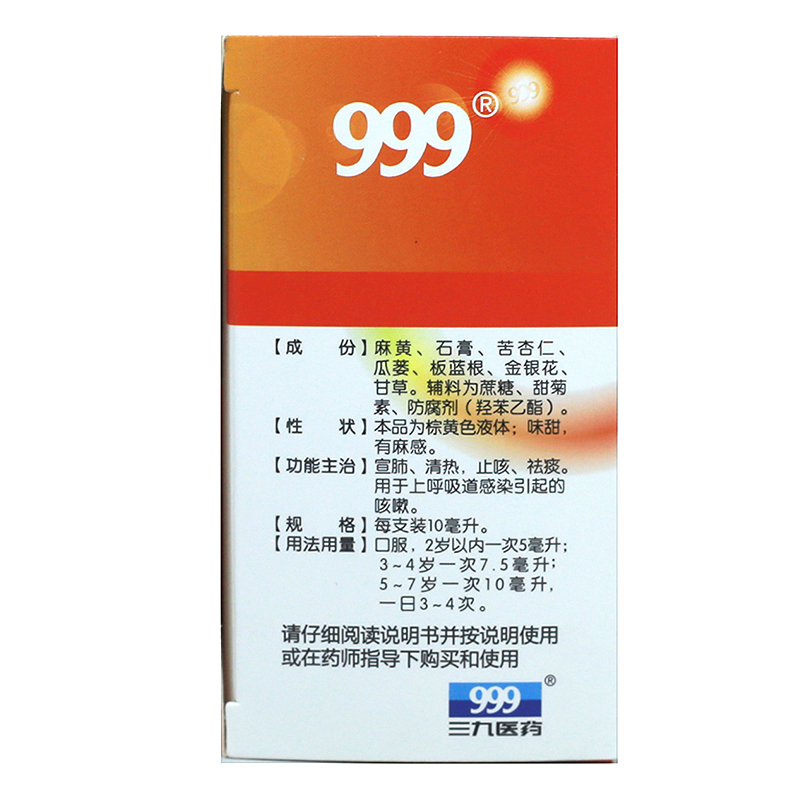 999®
999
【成 份】麻黄、石膏、苦杏仁、
瓜蒌、板蓝根、金银花、
甘草。辅料为蔗糖、甜菊
素、防腐剂（羟苯乙酯）。
【性 状】本品为棕黄色液体；味甜，
有麻感。
【功能主治】宣肺、清热，止咳、祛痰。
用于上呼吸道感染引起的
咳嗽。
【规 格】每支装10毫升。
【用法用量】口服，2岁以内一次5毫升；
3~4岁一次7.5毫升；
5~7岁一次10毫升，
一日3~4次。
请仔细阅读说明书并按说明使用
或在药师指导下购买和使用
999®
三九医药